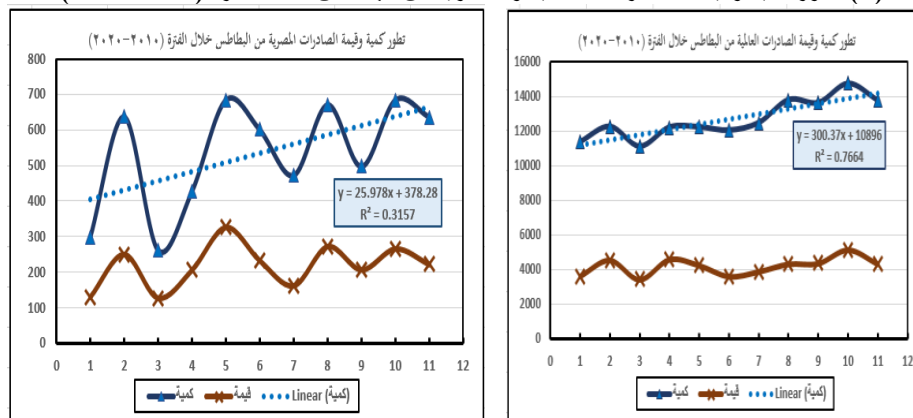 تطور كمية وقيمة الصادرات المصرية من البطاطس خلال الفترة (٢٠١٠-٢٠٢٠)
800
700
600
500
400
300
200
100
0
y = 25.978x + 378.28
R² = 0.3157
0 1 2 3 4 5 6 7 8 9 10 11 12
كمية قيمة Linear (كمية)
تطور كمية وقيمة الصادرات العالمية من البطاطس خلال الفترة (٢٠١٠-٢٠٢٠)
16000
14000
12000
10000
8000
6000
4000
2000
0
y = 300.37x + 10896
R² = 0.7664
0 1 2 3 4 5 6 7 8 9 10 11 12
كمية قيمة Linear (كمية)